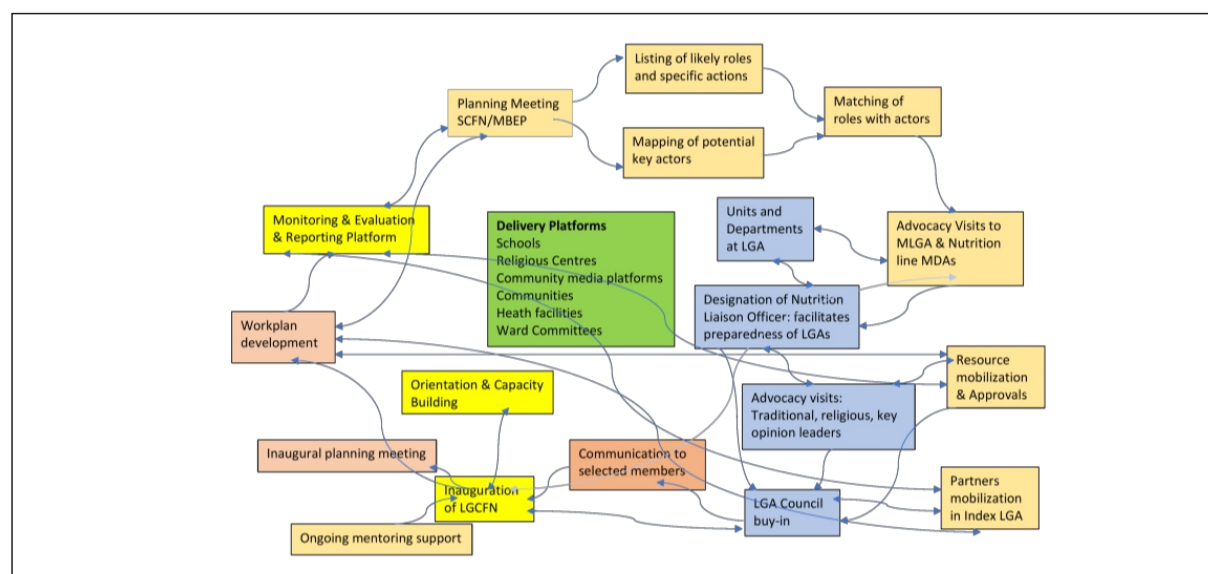 Listing of likely roles
and specific actions
Planning Meeting
SCFN/MBEP
Matching of
roles with actors
Mapping of potential
key actors
Monitoring & Evaluation
& Reporting Platform
Delivery Platforms
Schools
Religious Centres
Community media platforms
Communities
Heath facilities
Ward Committees
Units and
Departments
at LGA
Advocacy Visits to
MLGA & Nutrition
line MDAs
Designation of Nutrition
Liaison Officer: facilitates
preparedness of LGAs
Workplan
development
Resource
mobilization
& Approvals
Orientation & Capacity
Building
Advocacy visits:
Traditional, religious, key
opinion leaders
Inaugural planning meeting
Communication to
selected members
Inauguration
of LGCFN
LGA Council
buy-in
Partners
mobilization
in Index LGA
Ongoing mentoring support